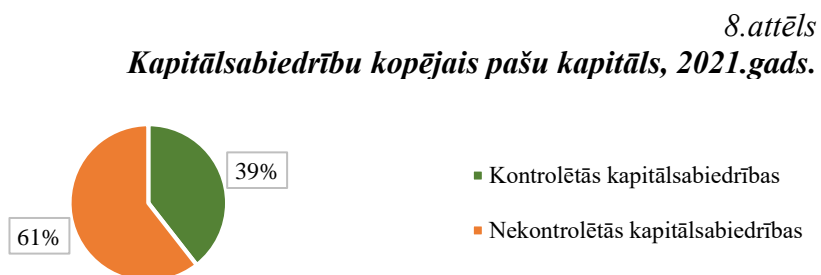 8.attēls
Kapitālsabiedrību kopējais pašu kapitāls, 2021.gads.
39%
Kontrolētās kapitālsabiedrības
61%
Nekontrolētās kapitālsabiedrības